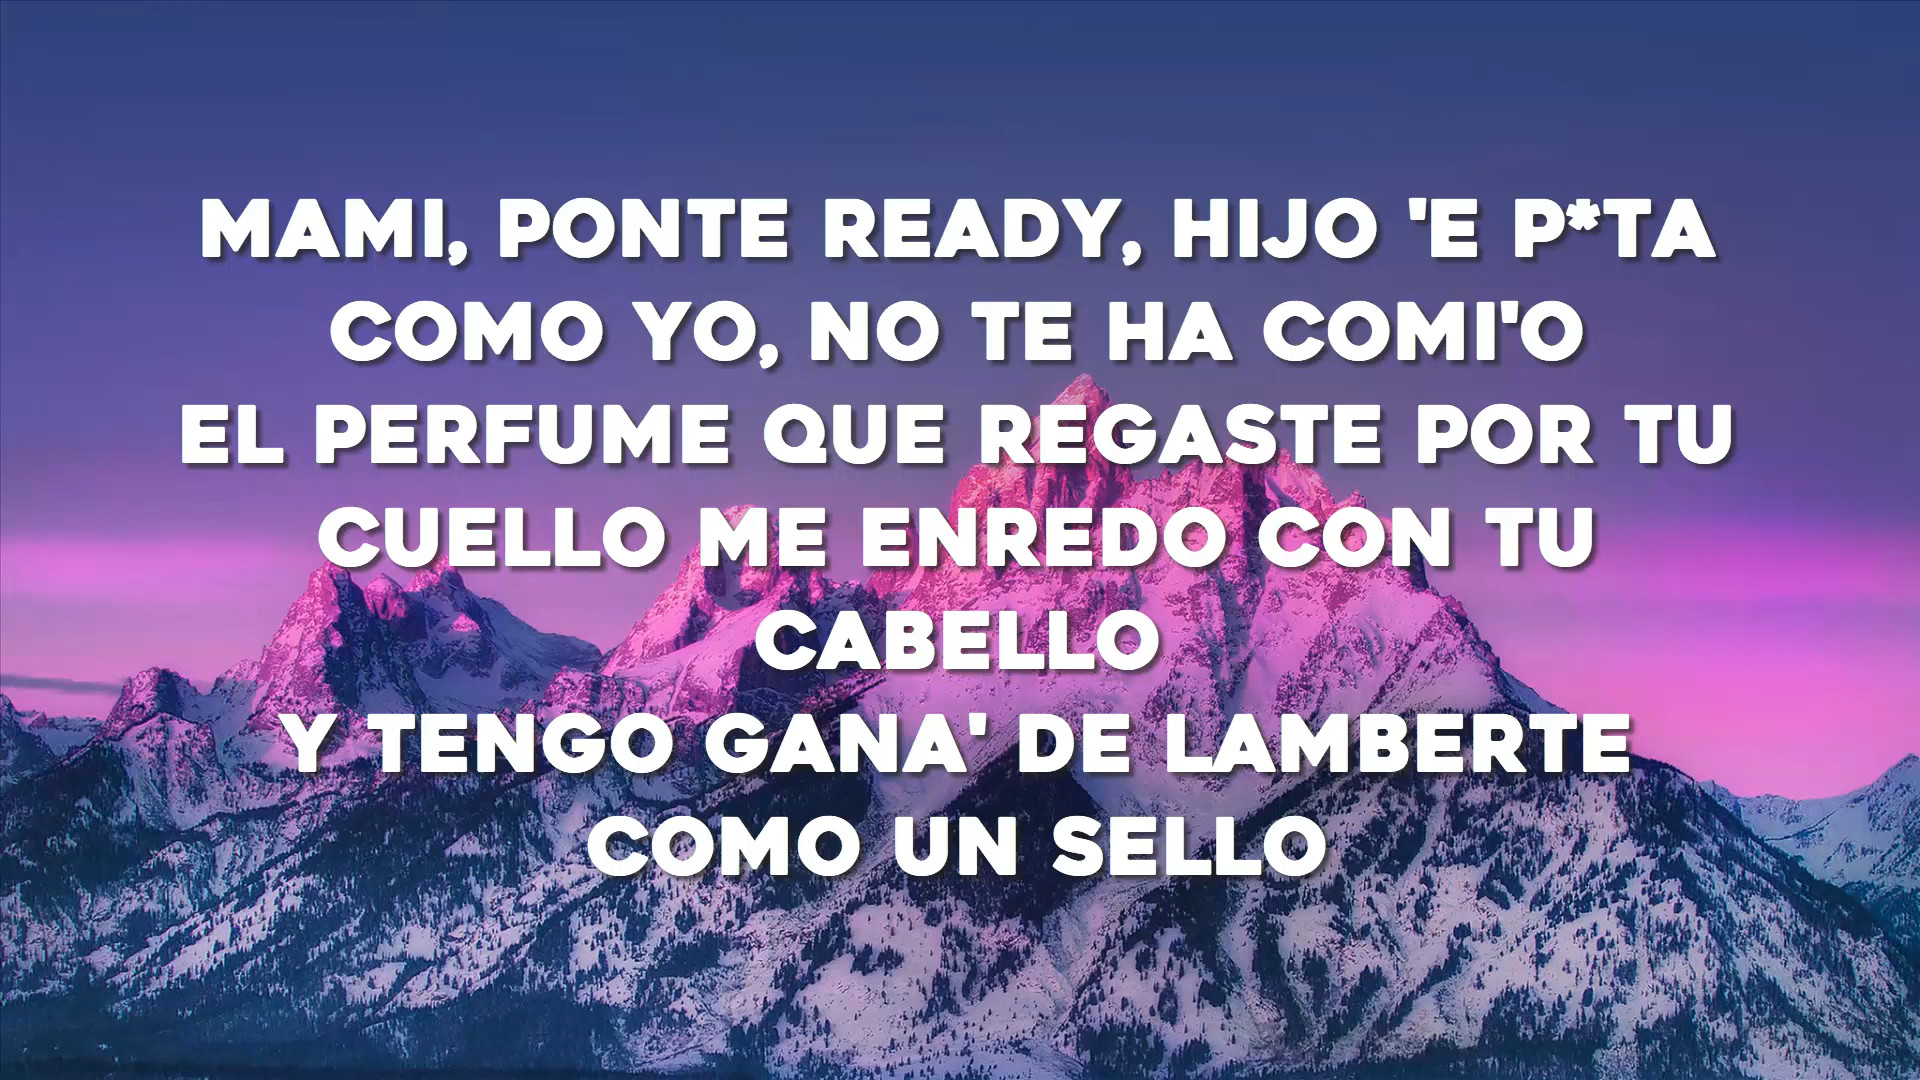 MAMI, PONTE READY, HIJO 'E P*TA
COMO YO, NO TE HA COMI'O
EL PERFUME QUE REGASTE POR TU
CUELLO ME ENREDO CON TU
CABELLO
Y TENGO GANA' DE LAMBERTE
COMO UN SELLO